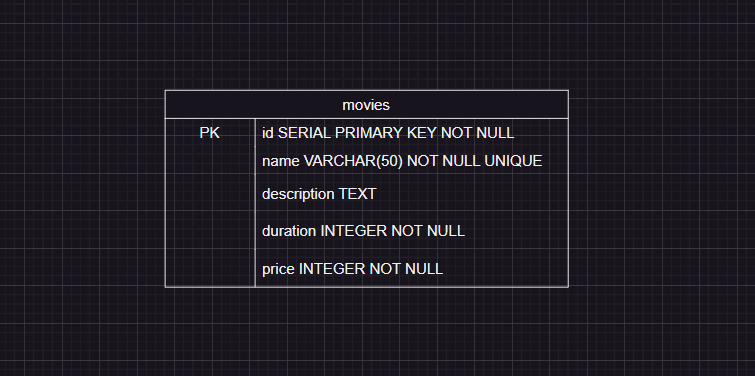 movies
PK id SERIAL PRIMARY KEY NOT NULL
name VARCHAR(50) NOT NULL UNIQUE
description TEXT
duration INTEGER NOT NULL
price INTEGER NOT NULL